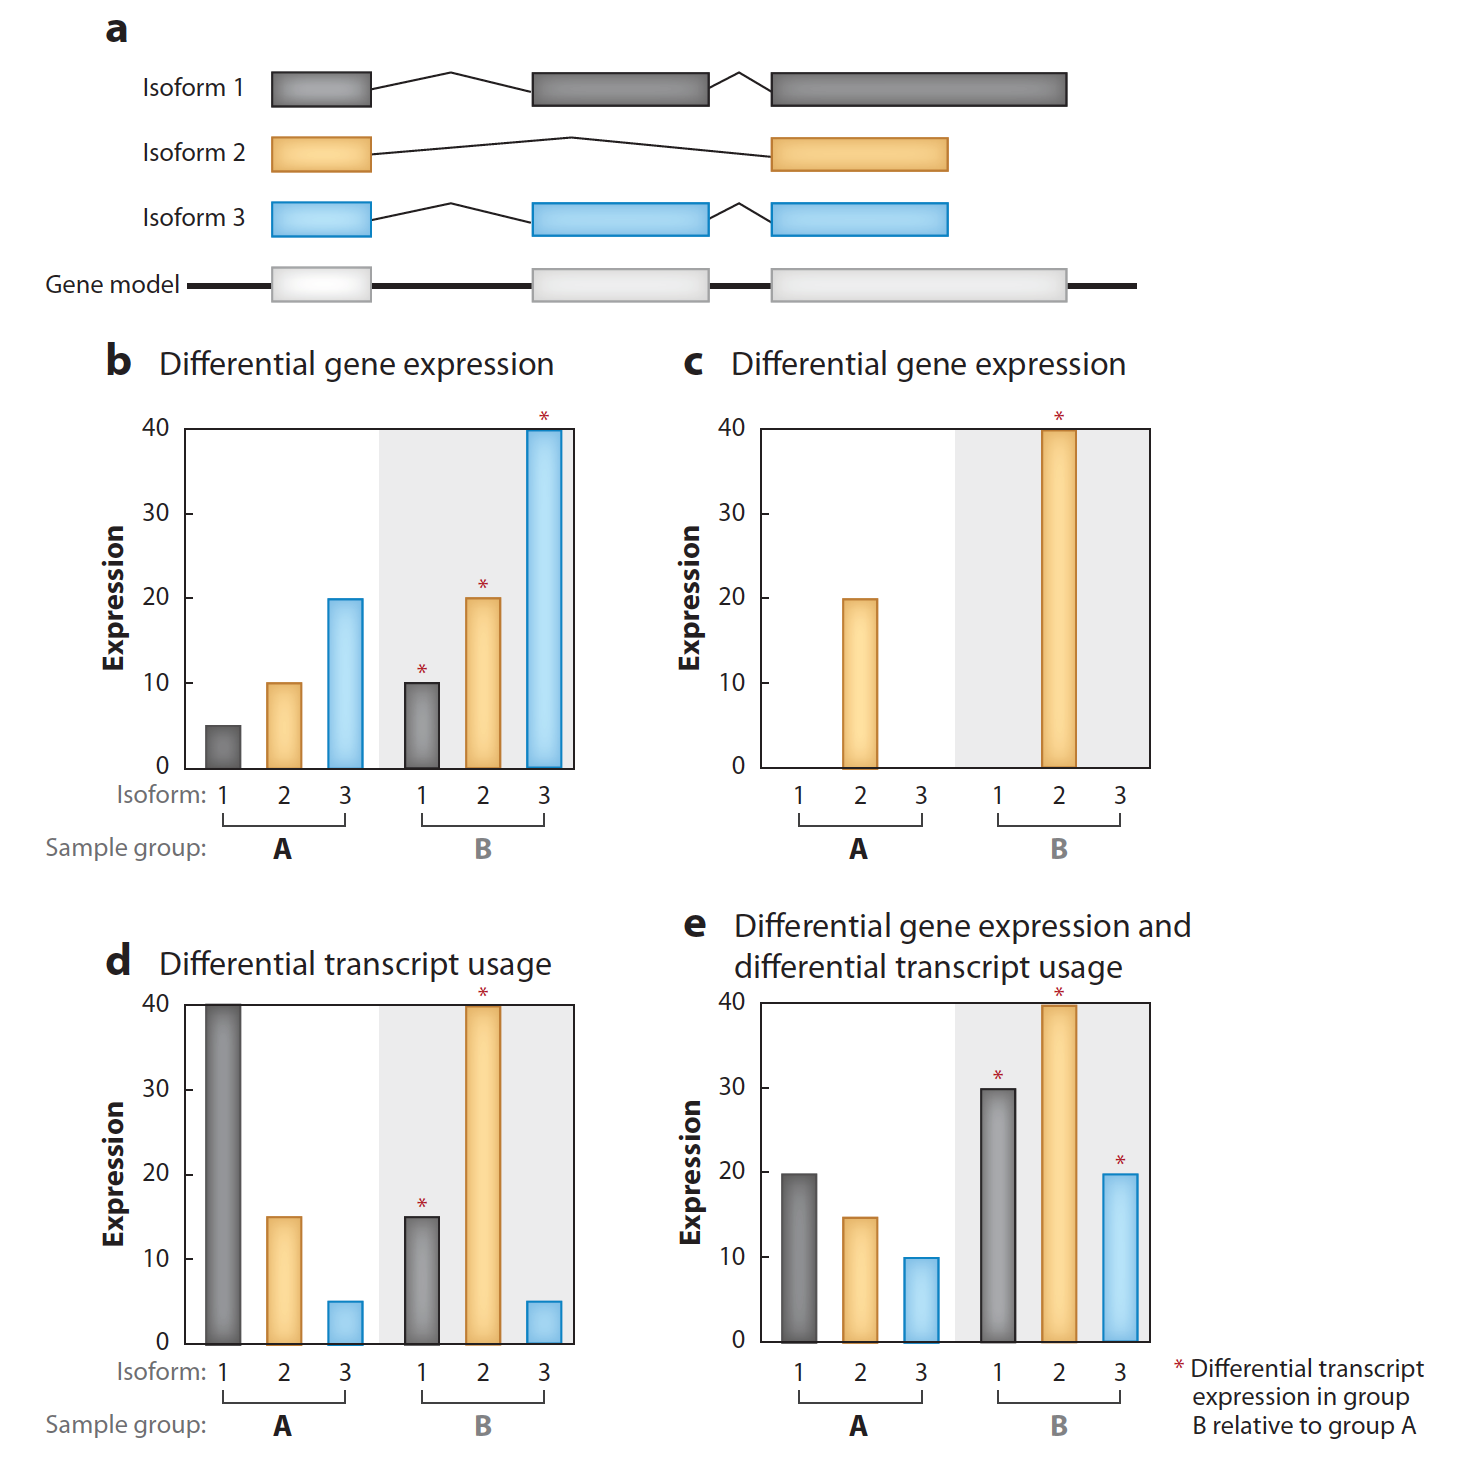 a
Isoform 1
Isoform 2
Isoform 3
Gene model
b Differential gene expression
40
30
20
10
0
Expression
* * *
Isoform: 1 2 3 1 2 3
Sample group: A B
c Differential gene expression
40
30
20
10
0
Expression
*
1 2 3 1 2 3
A B
d Differential transcript usage
40
30
20
10
0
Expression
* *
Isoform: 1 2 3 1 2 3
Sample group: A B
e Differential gene expression and
differential transcript usage
40
30
20
10
0
Expression
* * *
1 2 3 1 2 3
A B
* Differential transcript
expression in group
B relative to group A